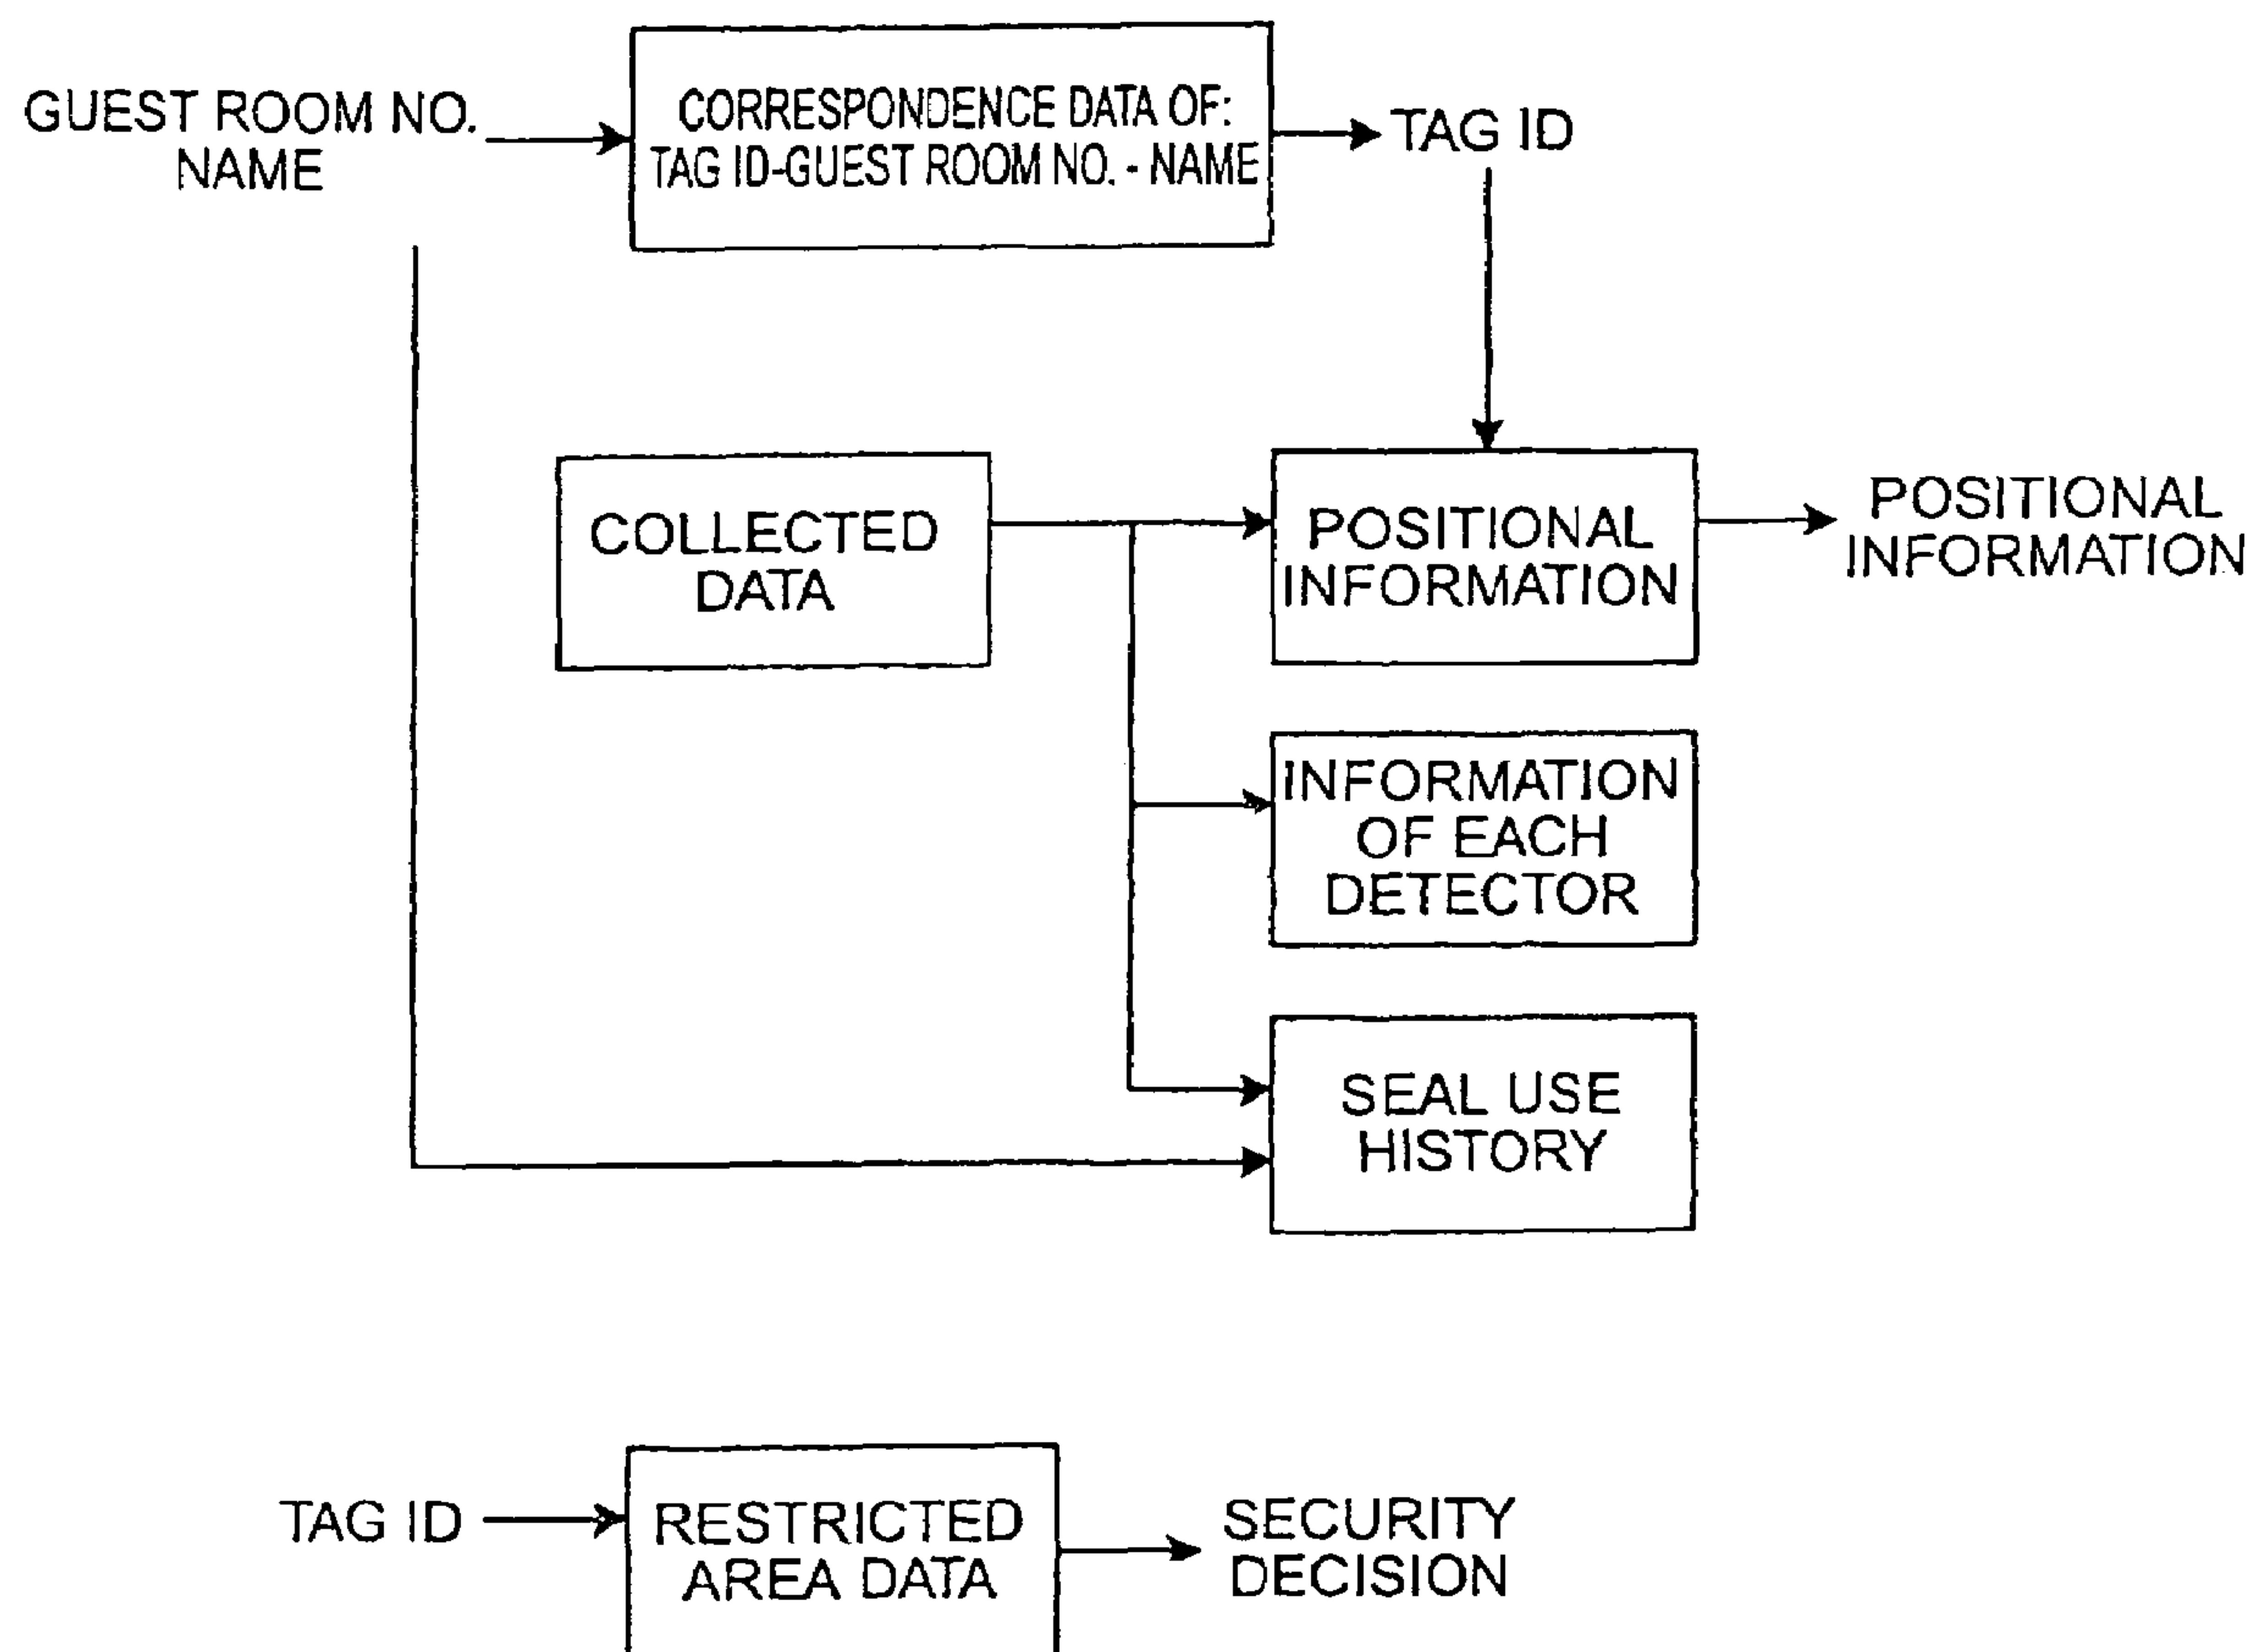 GUEST ROOM NO.
NAME
CORRESPONDENCE DATA OF:
TAG ID-GUEST ROOM NO. - NAME
TAG ID
COLLECTED
DATA
POSITIONAL
INFORMATION
POSITIONAL
INFORMATION
INFORMATION
OF EACH
DETECTOR
SEAL USE
HISTORY
TAG ID
RESTRICTED
AREA DATA
SECURITY
DECISION